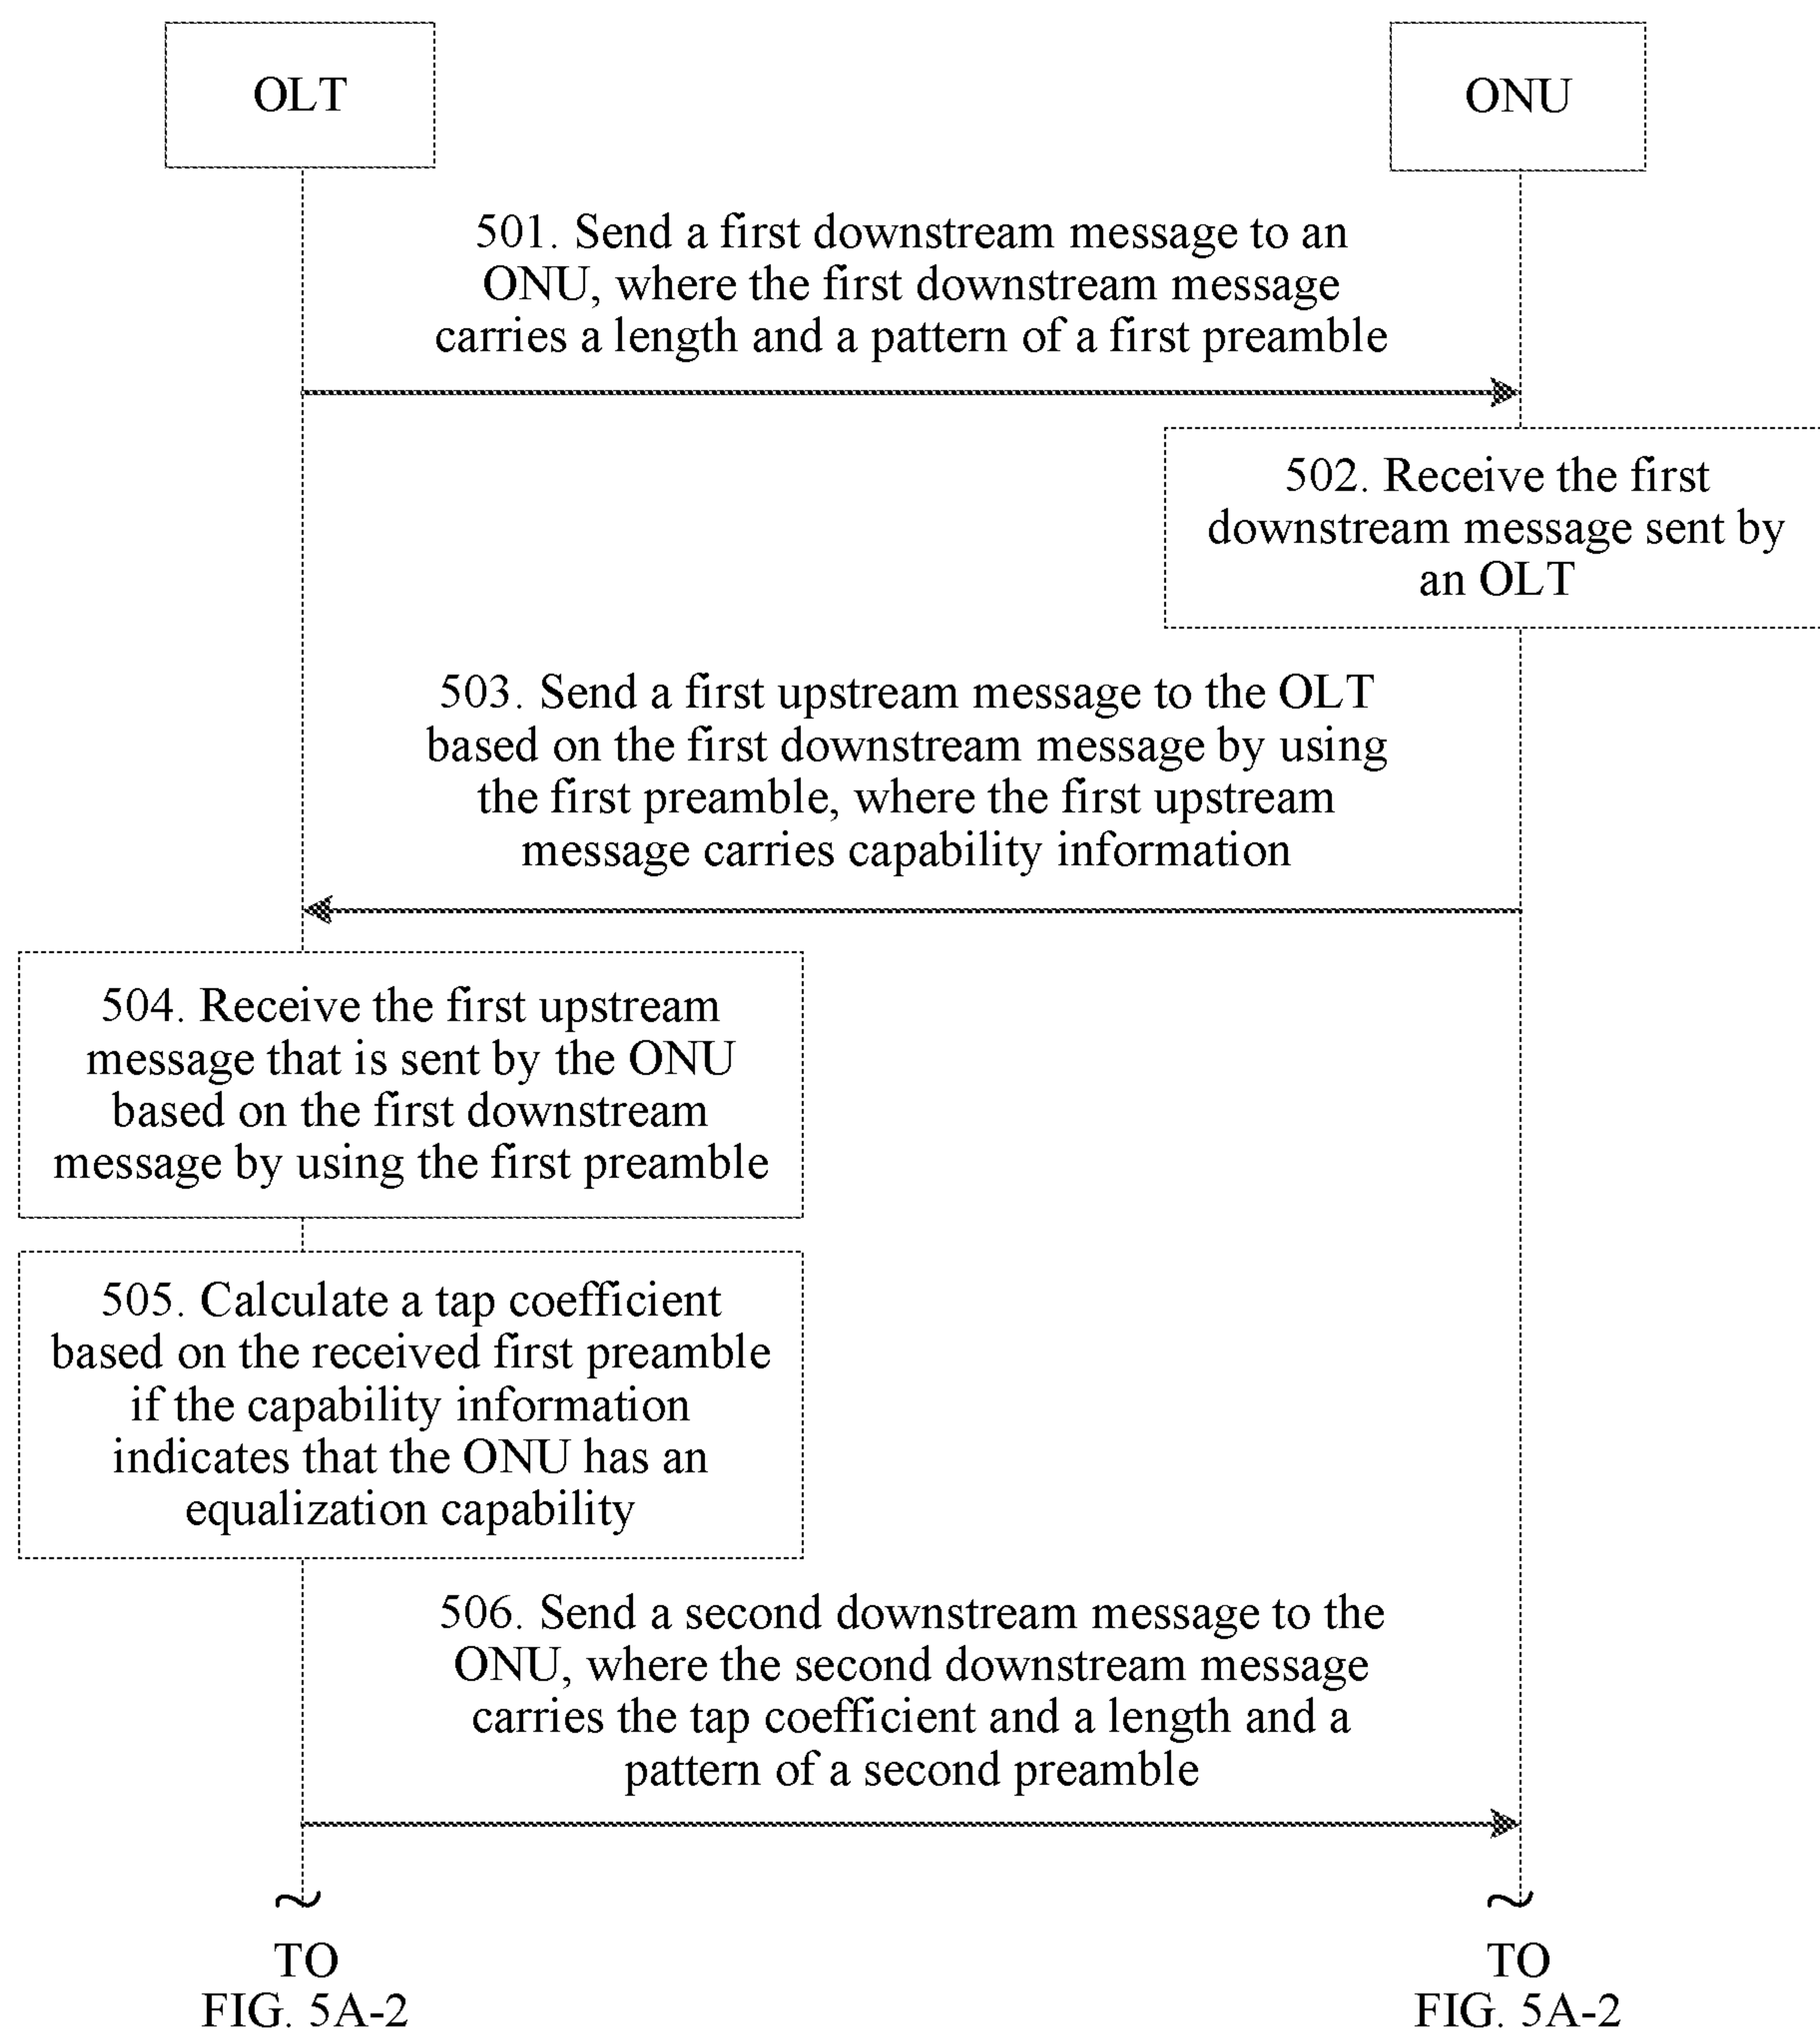 OLT
ONU
501. Send a first downstream message to an
ONU, where the first downstream message
carries a length and a pattern of a first preamble
502. Receive the first
downstream message sent by
an OLT
503. Send a first upstream message to the OLT
based on the first downstream message by using
the first preamble, where the first upstream
message carries capability information
504. Receive the first upstream
message that is sent by the ONU
based on the first downstream
message by using the first preamble
505. Calculate a tap coefficient
based on the received first preamble
if the capability information
indicates that the ONU has an
equalization capability
506. Send a second downstream message to the
ONU, where the second downstream message
carries the tap coefficient and a length and a
pattern of a second preamble
TO
FIG. 5A-2
TO
FIG. 5A-2